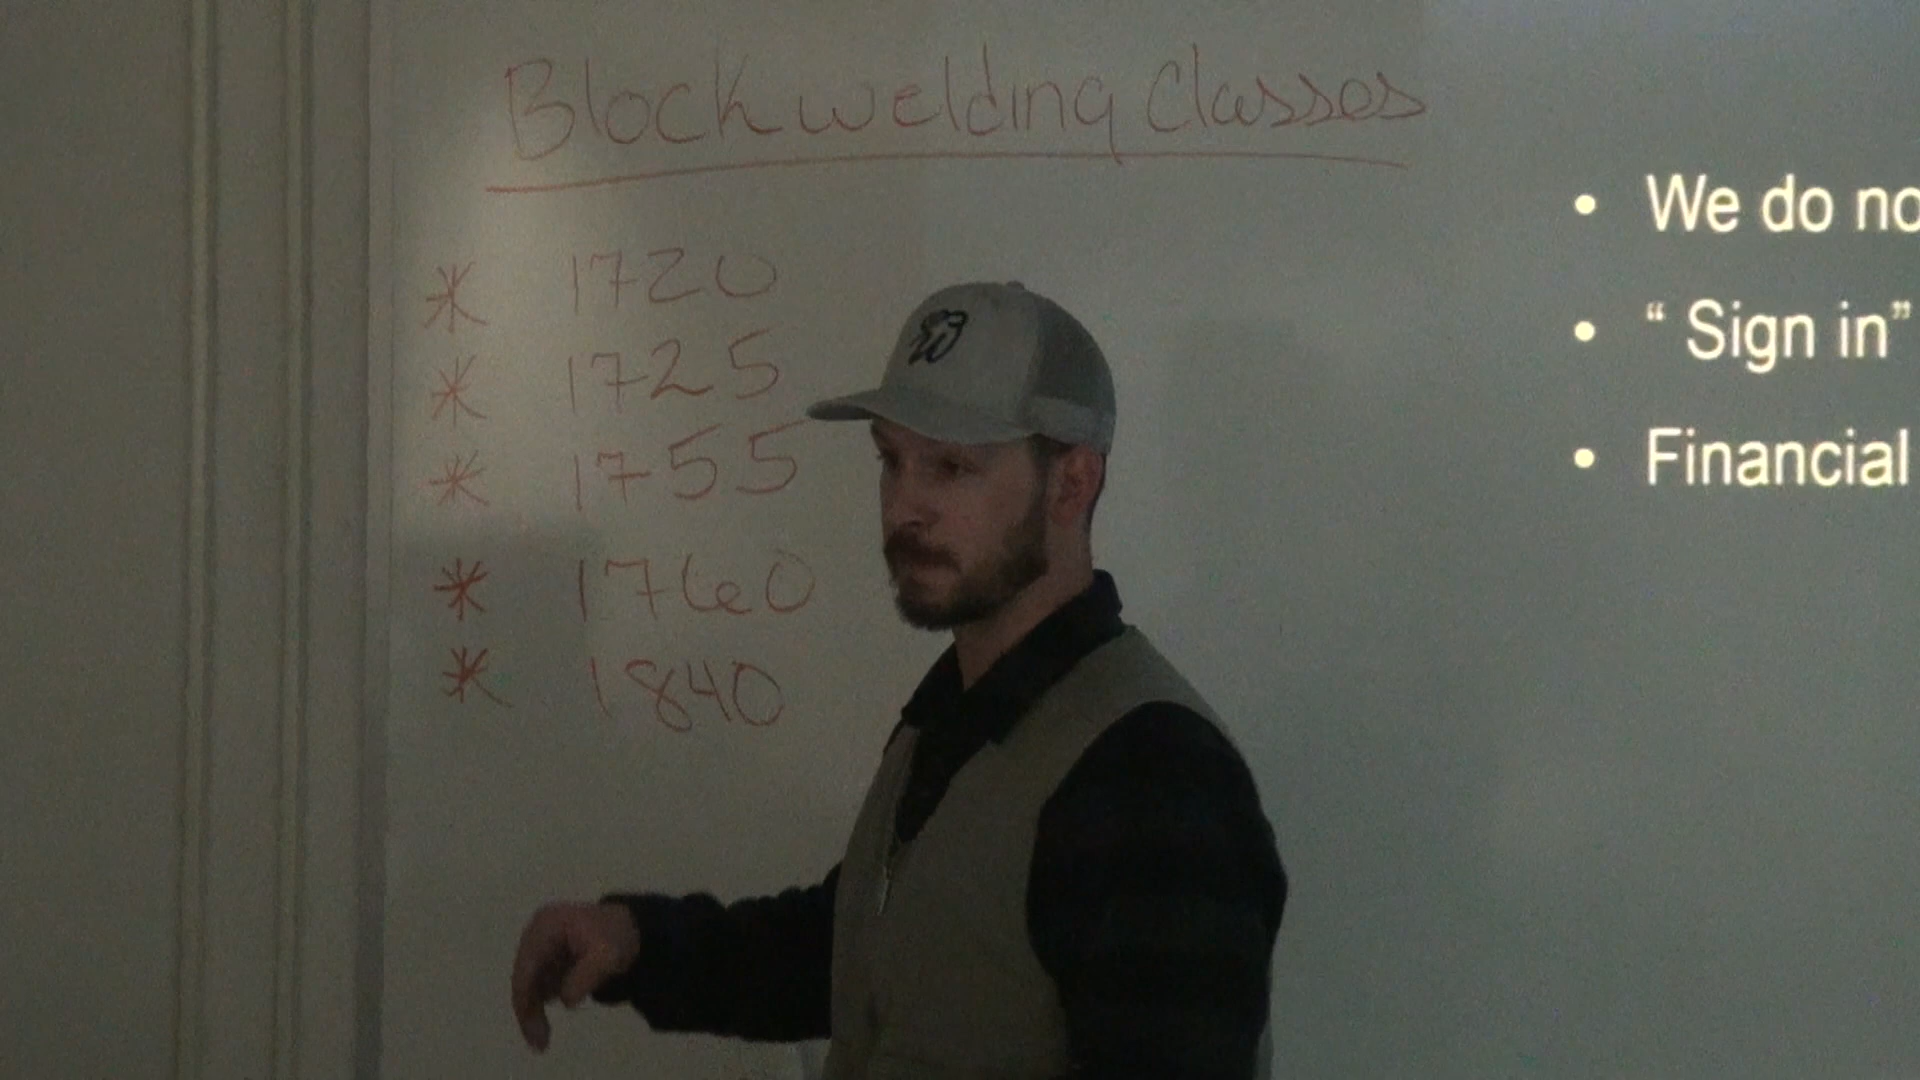 Block welding Classes
* 1720
* 1725
* 1755
* 1760
* 1840
• We do no
• “ Sign in”
• Financial